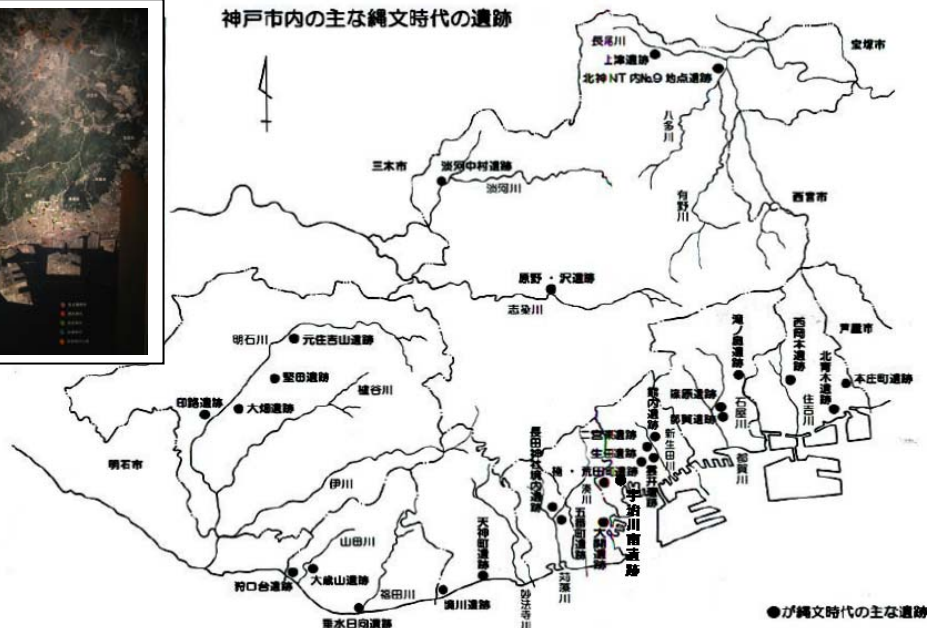 神戸市内の主な縄文時代の遺跡
長尾川
上津遺跡
北神NT内No.9地点遺跡
宝塚市
八多川
三木市
淡河中村遺跡
淡河川
有野川
西宮市
原野・沢遺跡
志染川
明石川
元住吉山遺跡
堅田遺跡
印路遺跡
大畑遺跡
櫨谷川
明石市
伊川
滝ノ奥遺跡
西岡本遺跡
芦屋市
北青木遺跡
本庄町遺跡
篠原遺跡
都賀遺跡
石屋川
住吉川
熊内遺跡
二宮東遺跡
生田遺跡
新生田川
都賀川
雲井遺跡
楠・荒田町遺跡
長田神社境内遺跡
湊川
宇治川南遺跡
五番町遺跡
大開遺跡
山田川
天神町遺跡
狩口台遺跡
大歳山遺跡
福田川
境川遺跡
妙法寺川
苅藻川
垂水日向遺跡
●が縄文時代の主な遺跡